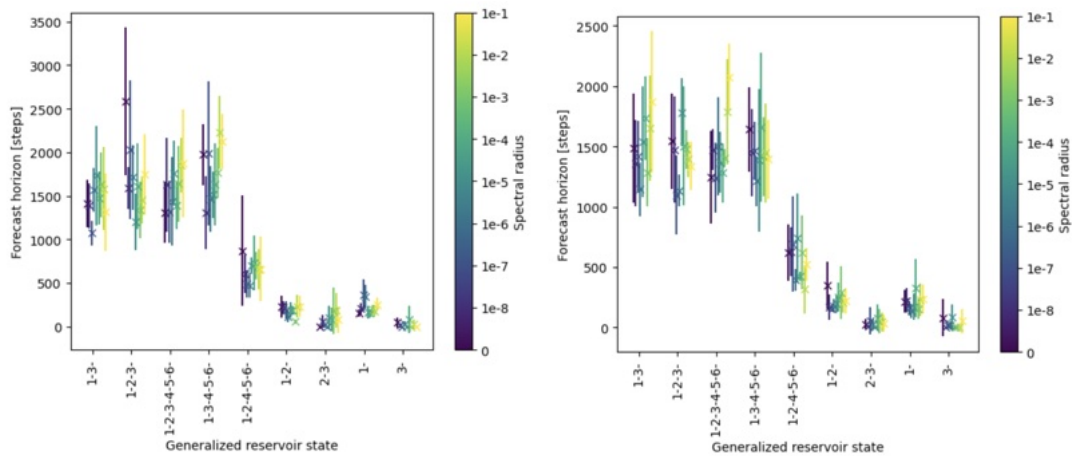 3500
3000
2500
2000
1500
1000
500
0
Forecast horizon [steps]
1-3-
1-2-3-
1-2-3-4-5-6-
1-3-4-5-6-
1-2-4-5-6-
1-2-
2-3-
1-
3-
Generalized reservoir state
1e-1
1e-2
1e-3
1e-4
1e-5
1e-6
1e-7
1e-8
0
Spectral radius
2500
2000
1500
1000
500
0
Forecast horizon [steps]
1-3-
1-2-3-
1-2-3-4-5-6-
1-3-4-5-6-
1-2-4-5-6-
1-2-
2-3-
1-
3-
Generalized reservoir state
1e-1
1e-2
1e-3
1e-4
1e-5
1e-6
1e-7
1e-8
0
Spectral radius